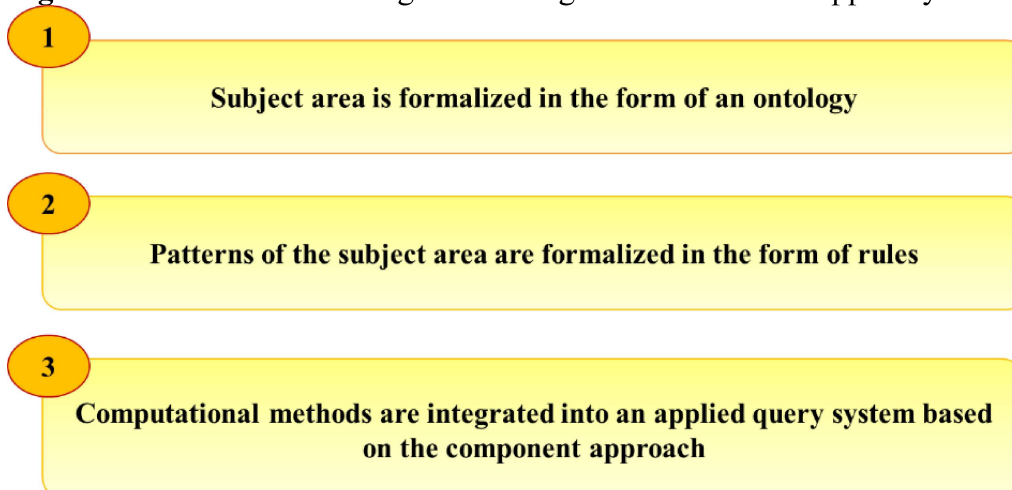 1
Subject area is formalized in the form of an ontology
2
Patterns of the subject area are formalized in the form of rules
3
Computational methods are integrated into an applied query system based
on the component approach